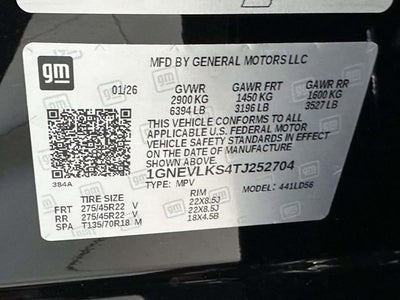 gm
MFD BY GENERAL MOTORS LLC
01/26 GVWR GAWR FRT GAWR RR
2900 KG 1450 KG 1600 KG
6394 LB 3196 LB 3527 LB
THIS VEHICLE CONFORMS TO ALL
APPLICABLE U.S. FEDERAL MOTOR
VEHICLE SAFETY STANDARDS IN EFFECT
ON THE DATE OF MANUFACTURE
SHOWN ABOVE.
1GNEVLKS4TJ252704
384A TYPE: MPV MODEL: 441LD56
TIRE SIZE RIM
FRT 275/45R22 V 22X8.5J
RR 275/45R22 V 22X8.5J
SPA T135/70R18 M 18X4.5B
gm